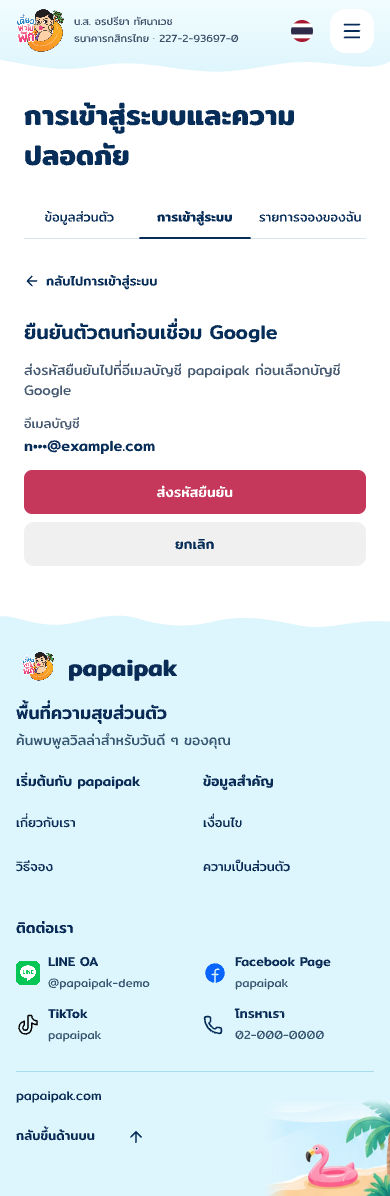 น.ส. อรปรียา ทัศนาเวช
ธนาคารกสิกรไทย · 227-2-93697-0
การเข้าสู่ระบบและความ
ปลอดภัย
ข้อมูลส่วนตัว
การเข้าสู่ระบบ
รายการจองของฉัน
กลับไปการเข้าสู่ระบบ
ยืนยันตัวตนก่อนเชื่อม Google
ส่งรหัสยืนยันไปที่อีเมลบัญชี papaipak ก่อนเลือกบัญชี
Google
อีเมลบัญชี
n•••@example.com
ส่งรหัสยืนยัน
ยกเลิก
papaipak
พื้นที่ความสุขส่วนตัว
ค้นพบพูลวิลล่าสำหรับวันดี ๆ ของคุณ
เริ่มต้นกับ papaipak
ข้อมูลสำคัญ
เกี่ยวกับเรา
เงื่อนไข
วิธีจอง
ความเป็นส่วนตัว
ติดต่อเรา
LINE OA
@papaipak-demo
Facebook Page
papaipak
TikTok
papaipak
โทรหาเรา
02-000-0000
papaipak.com
กลับขึ้นด้านบน